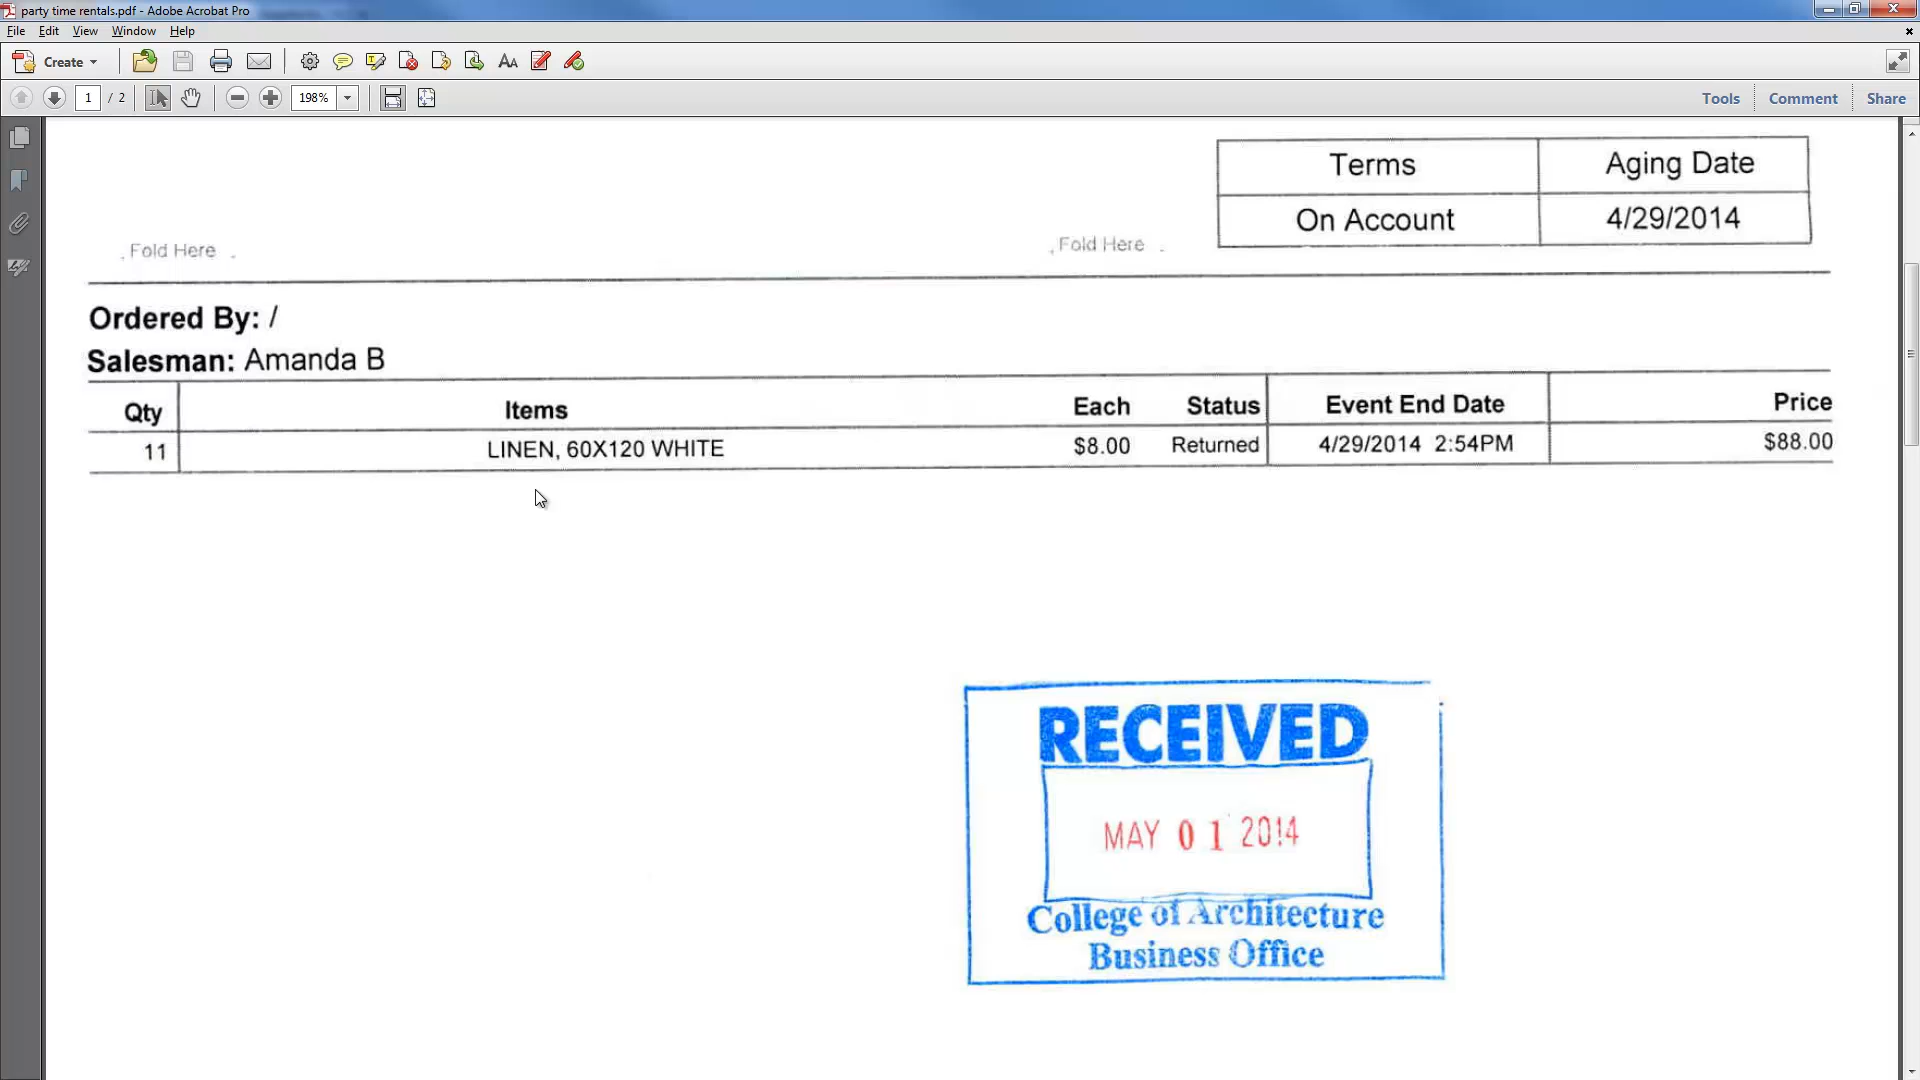 party time rentals.pdf - Adobe Acrobat Pro
File Edit View Window Help
Create
1 / 2 198% Tools Comment Share
Terms Aging Date
On Account 4/29/2014
Fold Here Fold Here
Ordered By: /
Salesman: Amanda B
Qty Items Each Status Event End Date Price
11 LINEN, 60X120 WHITE $8.00 Returned 4/29/2014 2:54PM $88.00
RECEIVED
MAY 01 2014
College of Architecture
Business Office